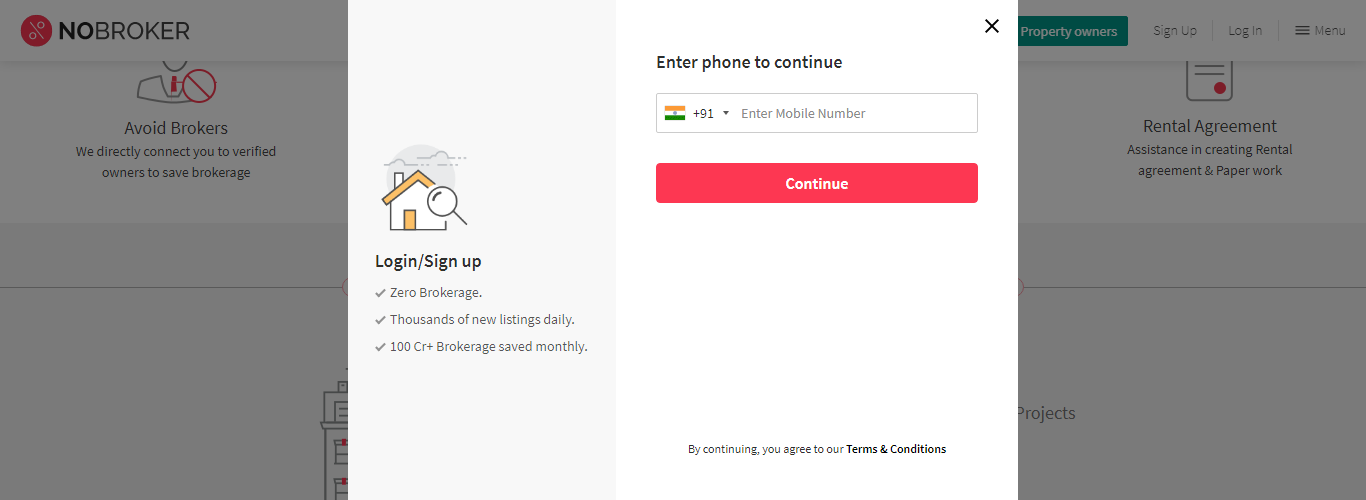 NOBROKER
Property owners
Sign Up
Log In
Menu
Avoid Brokers
We directly connect you to verified
owners to save brokerage
Login/Sign up
Zero Brokerage.
Thousands of new listings daily.
100 Cr+ Brokerage saved monthly.
Enter phone to continue
+91 Enter Mobile Number
Continue
By continuing, you agree to our Terms & Conditions
Rental Agreement
Assistance in creating Rental
agreement & Paper work
Projects